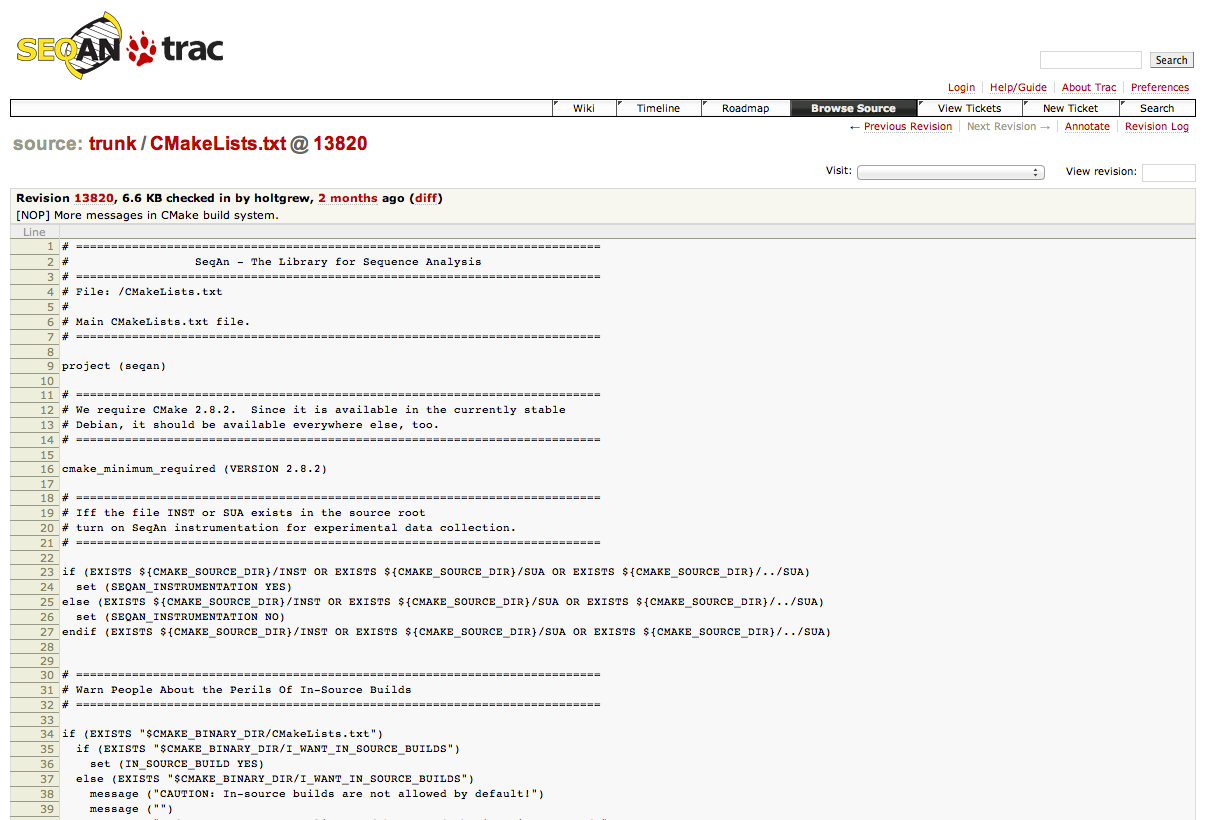 SEQAN trac
Search
Login Help/Guide About Trac Preferences
Wiki Timeline Roadmap Browse Source View Tickets New Ticket Search
← Previous Revision Next Revision → Annotate Revision Log
source: trunk / CMakeLists.txt @ 13820
Visit: View revision:
Revision 13820, 6.6 KB checked in by holtgrew, 2 months ago (diff)
[NOP] More messages in CMake build system.
Line
1 # ===========================================================================
2 #                  SeqAn - The Library for Sequence Analysis
3 # ===========================================================================
4 # File: /CMakeLists.txt
5 #
6 # Main CMakeLists.txt file.
7 # ===========================================================================
8
9 project (seqan)
10
11 # ===========================================================================
12 # We require CMake 2.8.2.  Since it is available in the currently stable
13 # Debian, it should be available everywhere else, too.
14 # ===========================================================================
15
16 cmake_minimum_required (VERSION 2.8.2)
17
18 # ===========================================================================
19 # Iff the file INST or SUA exists in the source root
20 # turn on SeqAn instrumentation for experimental data collection.
21 # ===========================================================================
22
23 if (EXISTS ${CMAKE_SOURCE_DIR}/INST OR EXISTS ${CMAKE_SOURCE_DIR}/SUA OR EXISTS ${CMAKE_SOURCE_DIR}/../SUA)
24   set (SEQAN_INSTRUMENTATION YES)
25 else (EXISTS ${CMAKE_SOURCE_DIR}/INST OR EXISTS ${CMAKE_SOURCE_DIR}/SUA OR EXISTS ${CMAKE_SOURCE_DIR}/../SUA)
26   set (SEQAN_INSTRUMENTATION NO)
27 endif (EXISTS ${CMAKE_SOURCE_DIR}/INST OR EXISTS ${CMAKE_SOURCE_DIR}/SUA OR EXISTS ${CMAKE_SOURCE_DIR}/../SUA)
28
29
30 # ===========================================================================
31 # Warn People About the Perils Of In-Source Builds
32 # ===========================================================================
33
34 if (EXISTS "$CMAKE_BINARY_DIR/CMakeLists.txt")
35   if (EXISTS "$CMAKE_BINARY_DIR/I_WANT_IN_SOURCE_BUILDS")
36     set (IN_SOURCE_BUILD YES)
37   else (EXISTS "$CMAKE_BINARY_DIR/I_WANT_IN_SOURCE_BUILDS")
38     message ("CAUTION: In-source builds are not allowed by default!")
39     message ("")